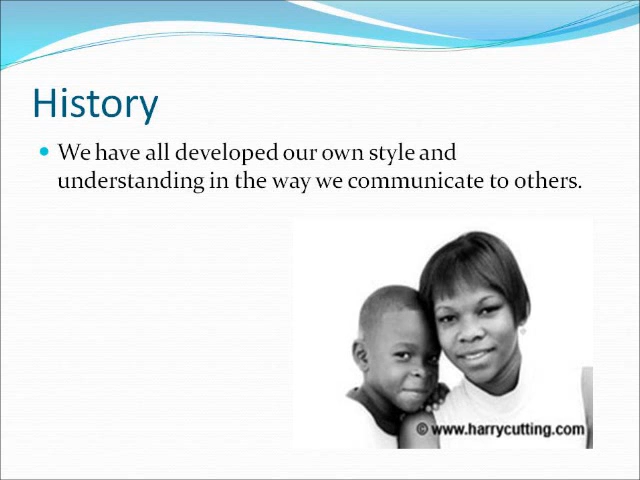 History
We have all developed our own style and
understanding in the way we communicate to others.
© www.harrycutting.com